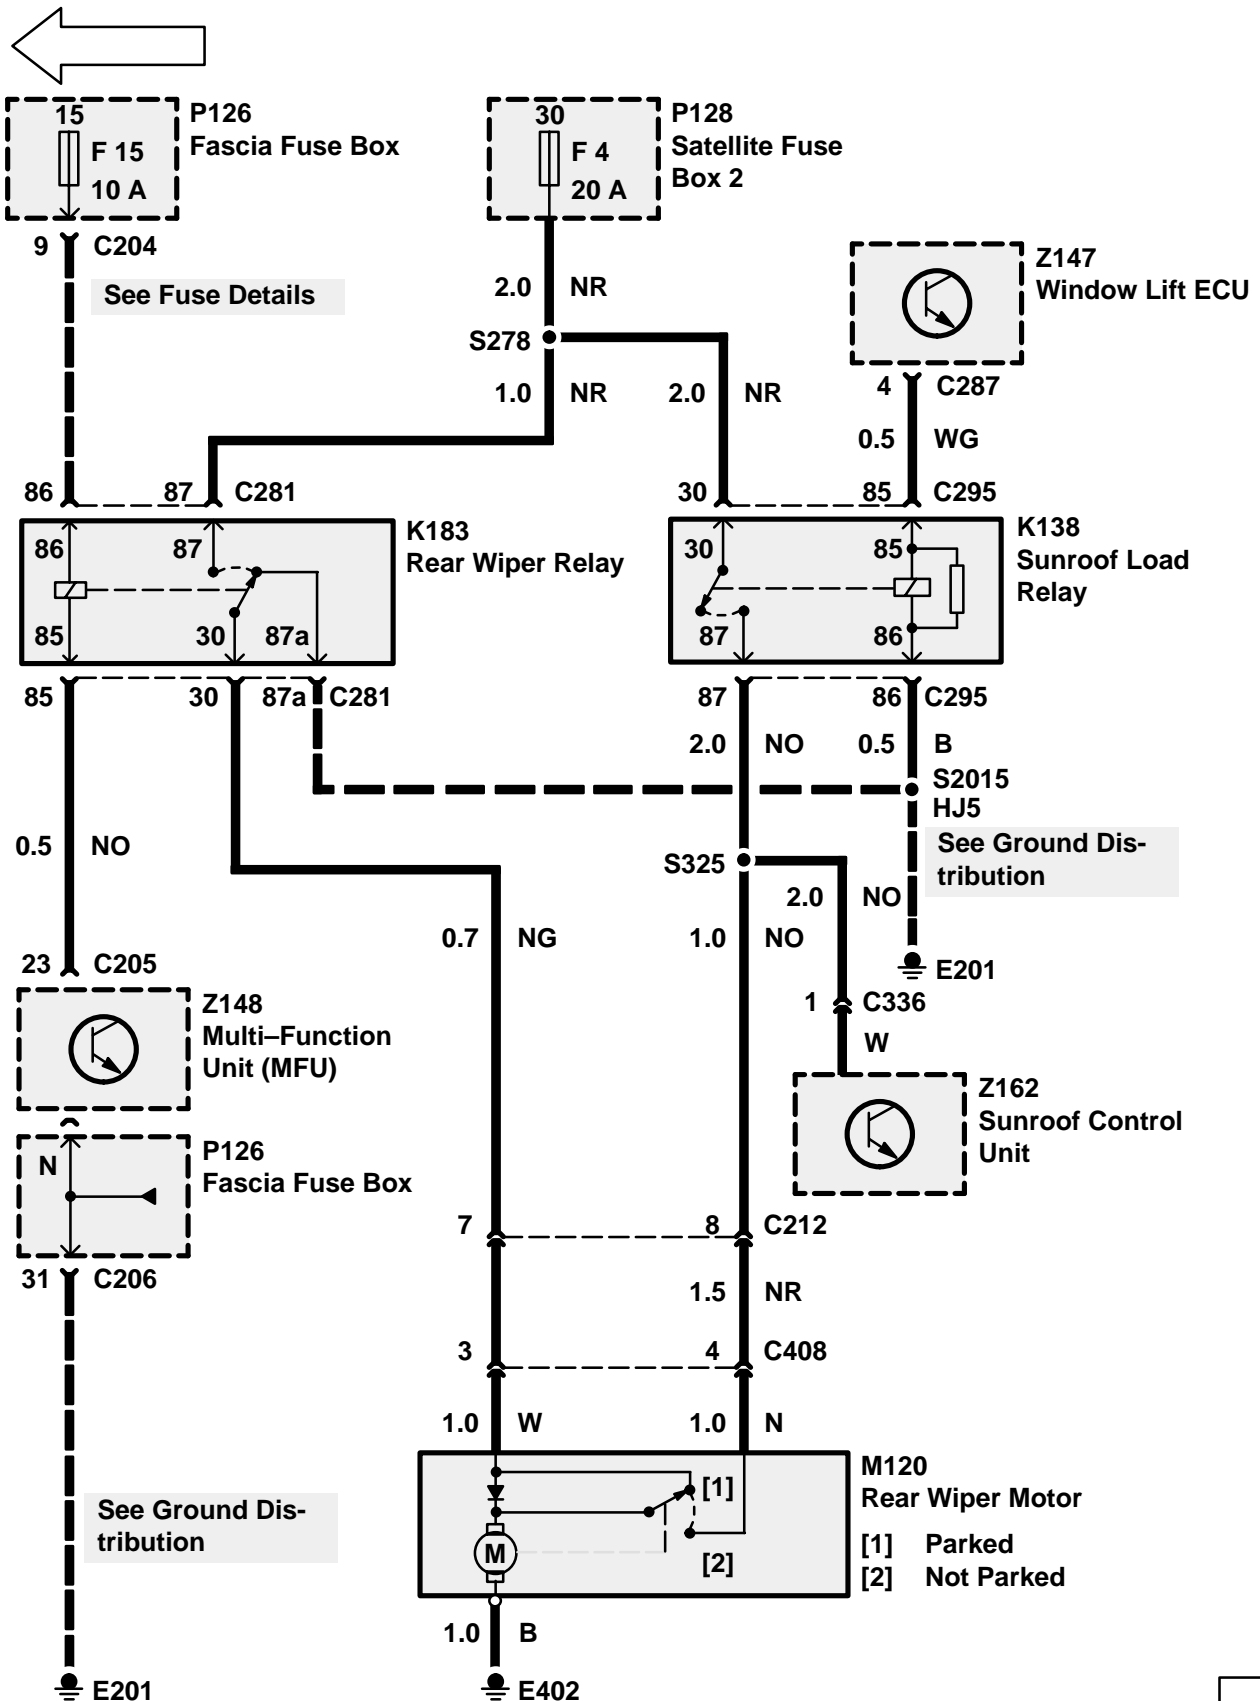 15
P126
Fascia Fuse Box
F 15
10 A
30
P128
Satellite Fuse
Box 2
F 4
20 A
9 C204
See Fuse Details
2.0 NR
Z147
Window Lift ECU
S278
1.0 NR
2.0 NR
4 C287
0.5 WG
86 87 C281
30 85 C295
K183
Rear Wiper Relay
86 87
85 30 87a
K138
Sunroof Load
Relay
30 85
87 86
85 30 87a C281
87 86 C295
2.0 NO 0.5 B
S2015
HJ5
See Ground Dis-
tribution
0.5 NO
S325
2.0 NO
0.7 NG
1.0 NO
E201
23 C205
1 C336
W
Z148
Multi–Function
Unit (MFU)
Z162
Sunroof Control
Unit
N
P126
Fascia Fuse Box
7 8 C212
31 C206
1.5 NR
3 4 C408
1.0 W
1.0 N
M120
Rear Wiper Motor
[1]
M
[2]
[1] Parked
[2] Not Parked
See Ground Dis-
tribution
1.0 B
E201
E402